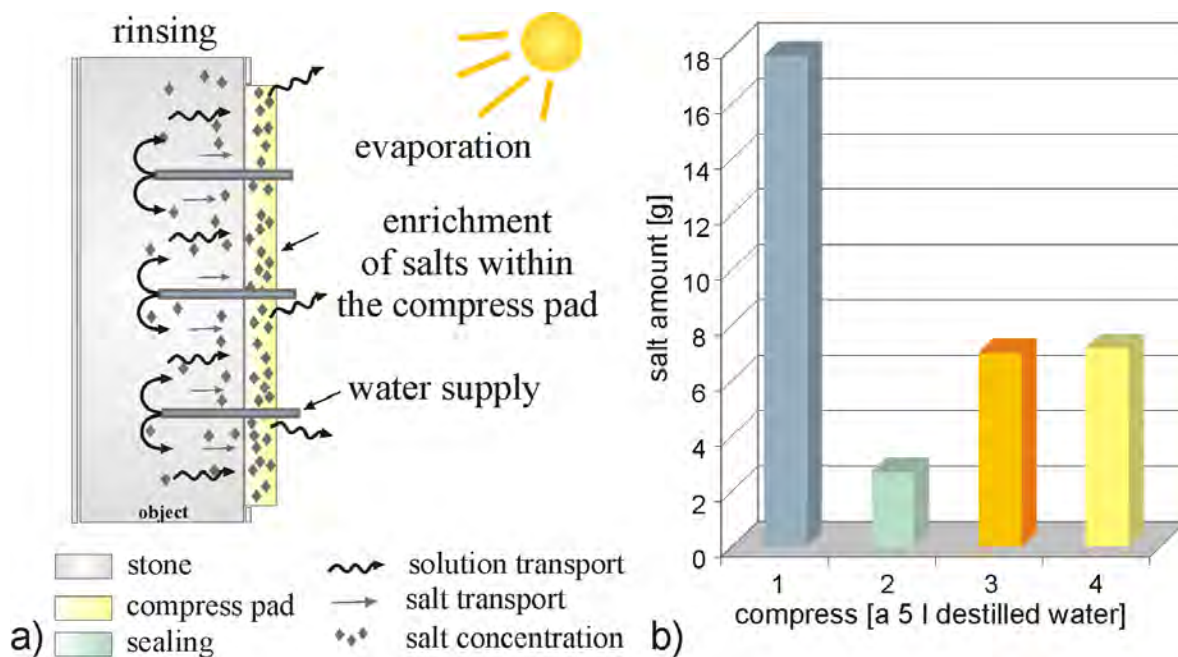 rinsing
evaporation
enrichment
of salts within
the compress pad
water supply
object
stone
compress pad
sealing
solution transport
salt transport
salt concentration
a)
salt amount [g]
18
16
14
12
10
8
6
4
2
0
1 2 3 4
compress [a 5 l destilled water]
b)